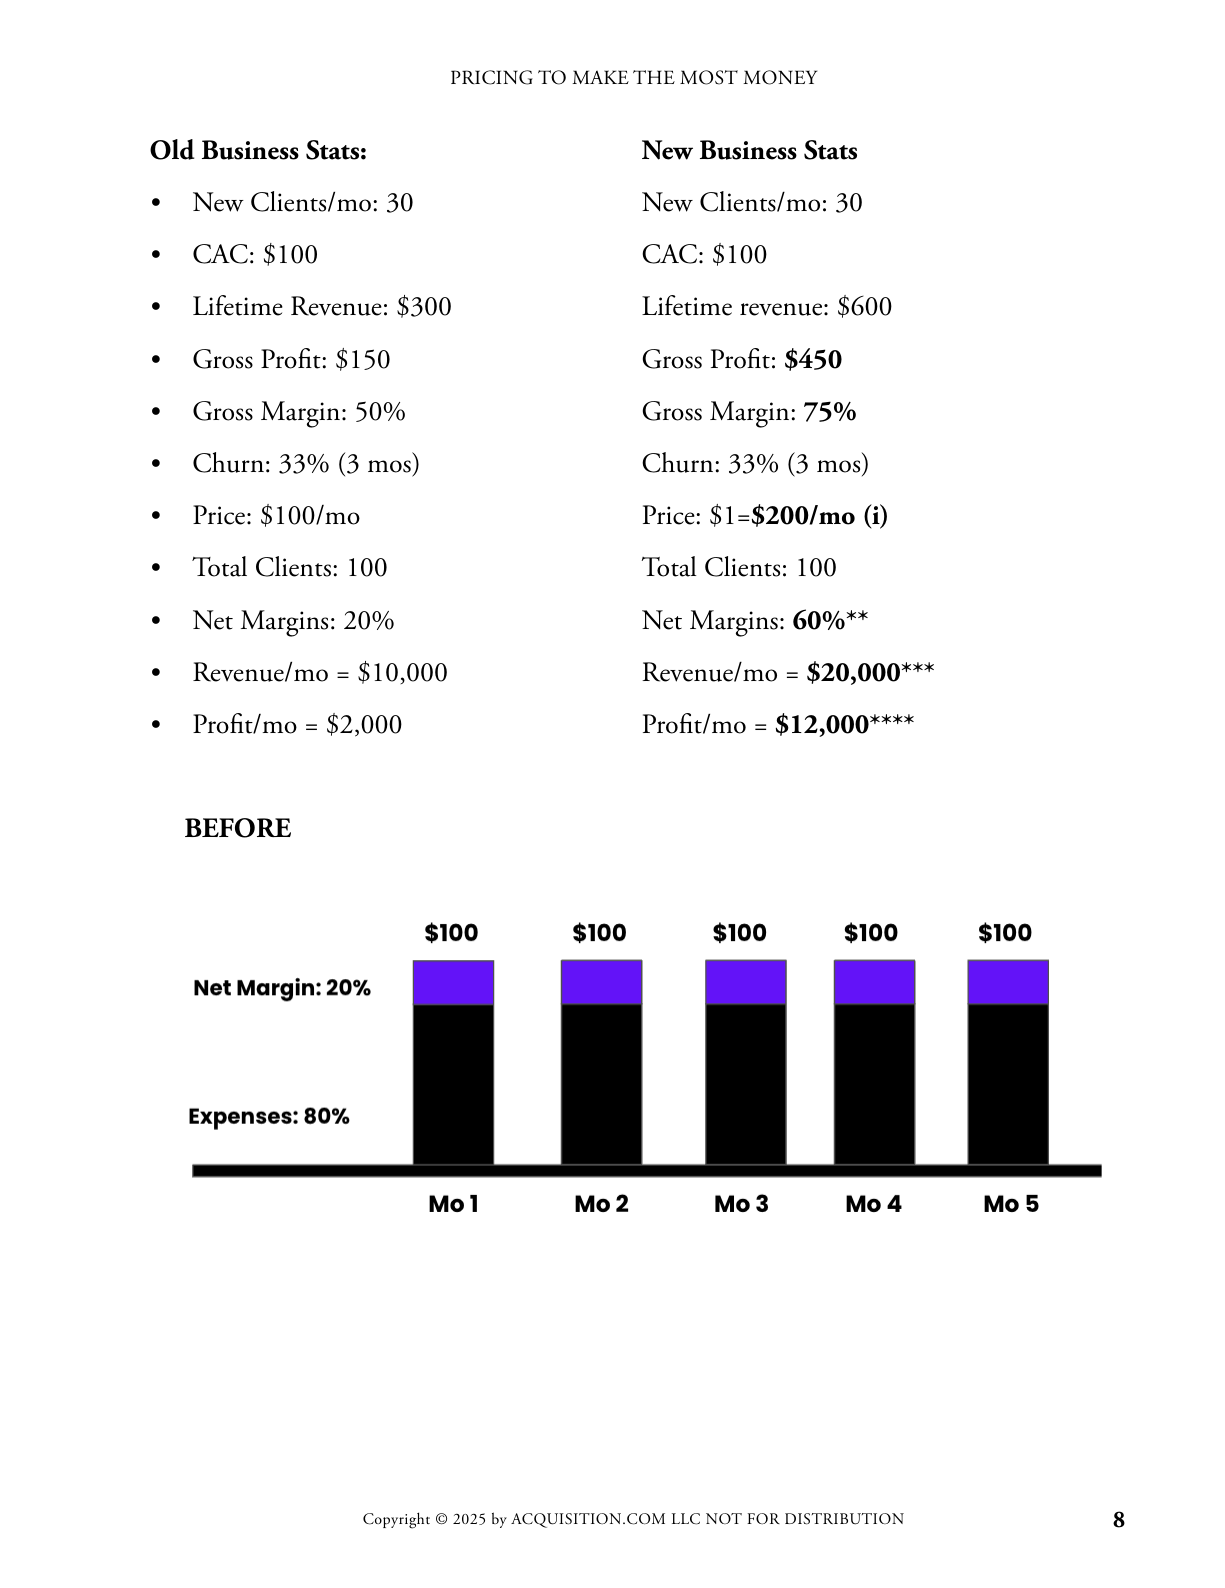 PRICING TO MAKE THE MOST MONEY
Old Business Stats:
• New Clients/mo: 30
• CAC: $100
• Lifetime Revenue: $300
• Gross Profit: $150
• Gross Margin: 50%
• Churn: 33% (3 mos)
• Price: $100/mo
• Total Clients: 100
• Net Margins: 20%
• Revenue/mo = $10,000
• Profit/mo = $2,000
New Business Stats
New Clients/mo: 30
CAC: $100
Lifetime revenue: $600
Gross Profit: $450
Gross Margin: 75%
Churn: 33% (3 mos)
Price: $1=$200/mo (i)
Total Clients: 100
Net Margins: 60%**
Revenue/mo = $20,000***
Profit/mo = $12,000****
BEFORE
$100 $100 $100 $100 $100
Net Margin: 20%
Expenses: 80%
Mo 1 Mo 2 Mo 3 Mo 4 Mo 5
Copyright © 2025 by ACQUISITION.COM LLC NOT FOR DISTRIBUTION
8